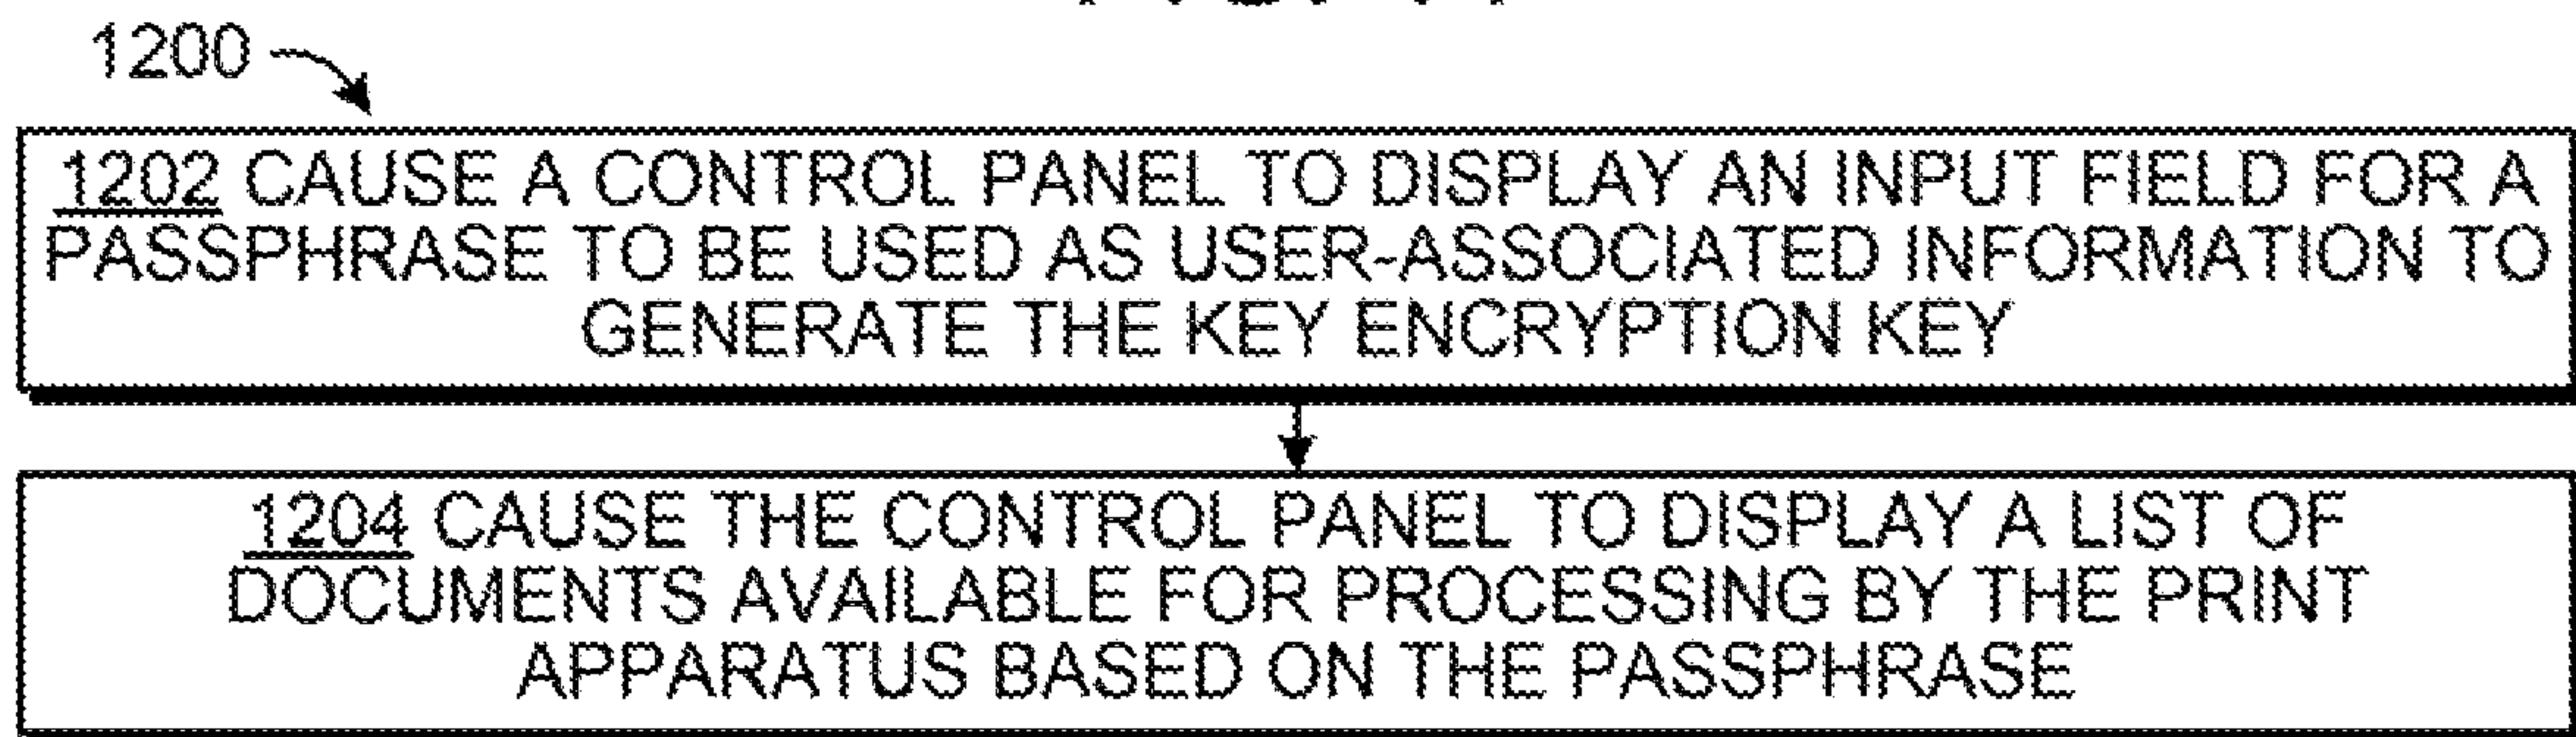 1200
1202 CAUSE A CONTROL PANEL TO DISPLAY AN INPUT FIELD FOR A
PASSPHRASE TO BE USED AS USER-ASSOCIATED INFORMATION TO
GENERATE THE KEY ENCRYPTION KEY
1204 CAUSE THE CONTROL PANEL TO DISPLAY A LIST OF
DOCUMENTS AVAILABLE FOR PROCESSING BY THE PRINT
APPARATUS BASED ON THE PASSPHRASE